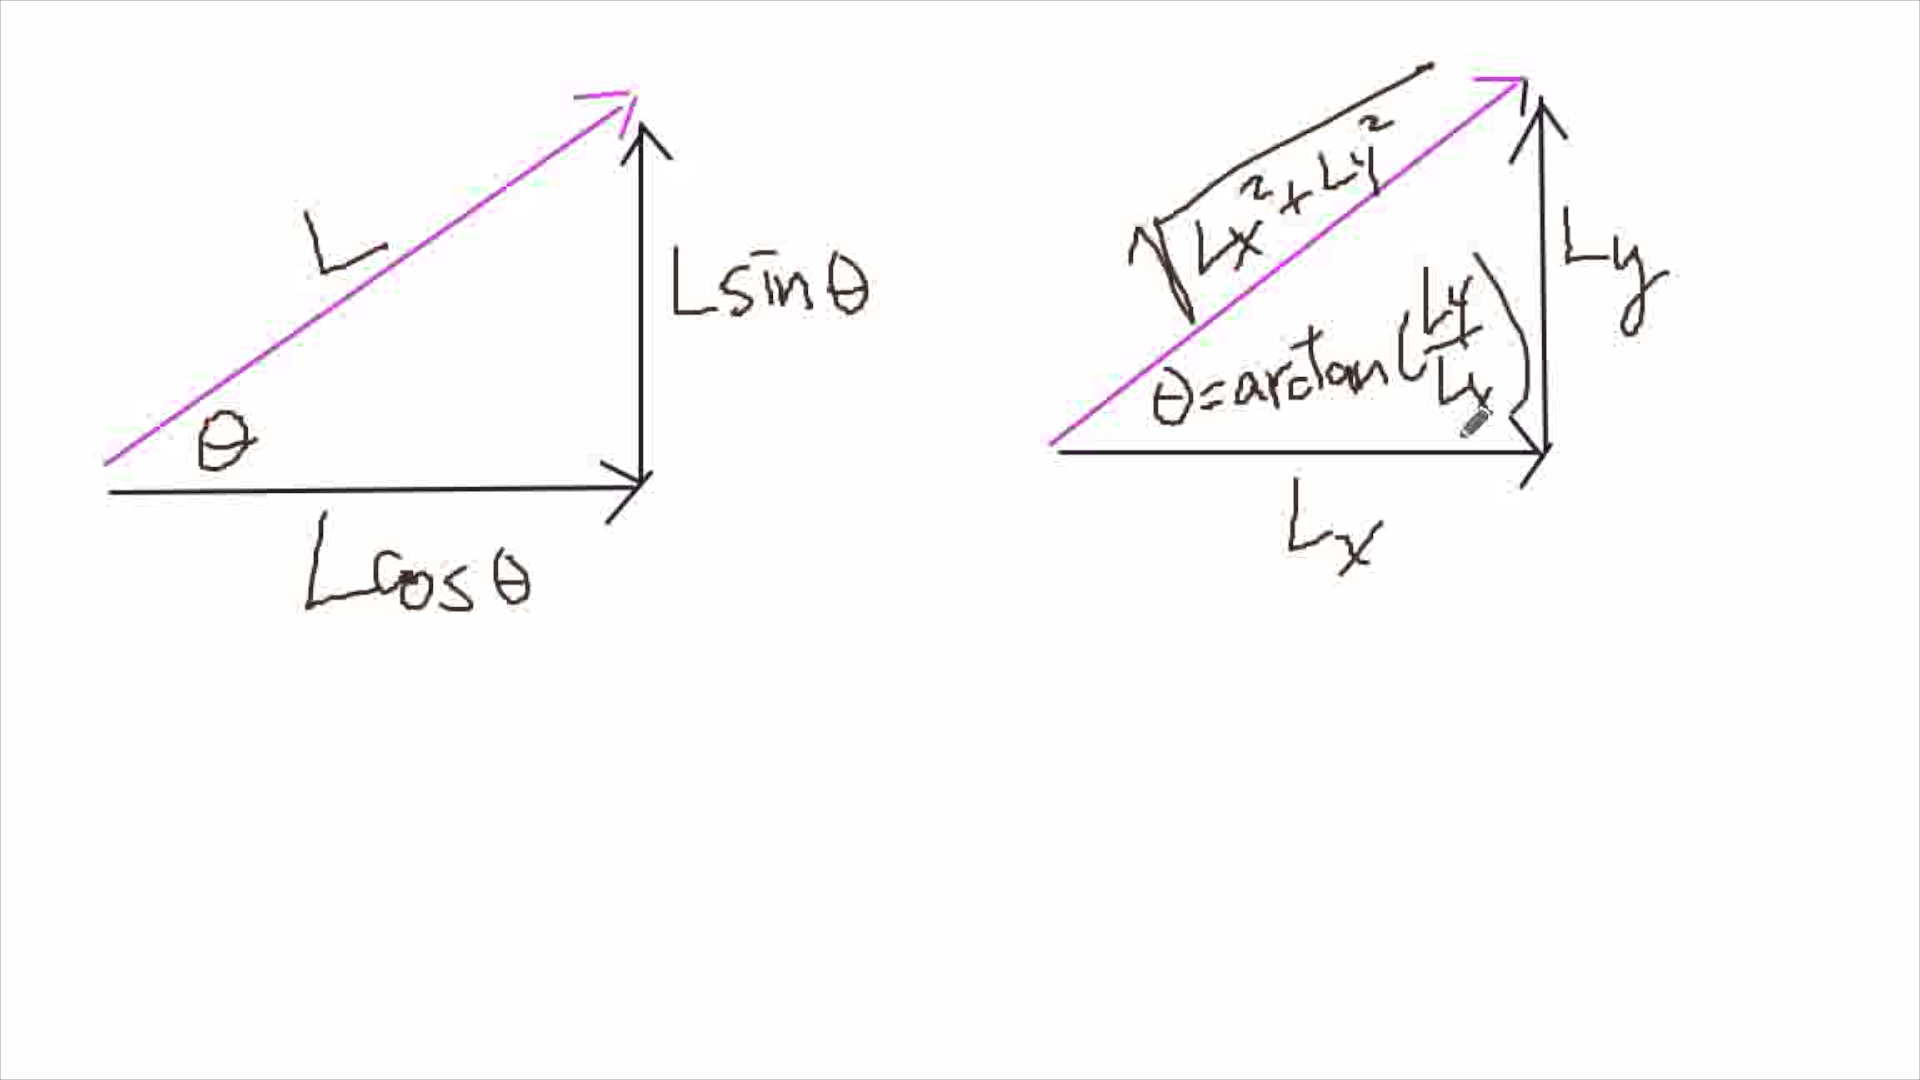 L
θ
L sin θ
L cos θ
√Lx² + Ly²
θ = arctan(Ly/Lx)
Ly
Lx